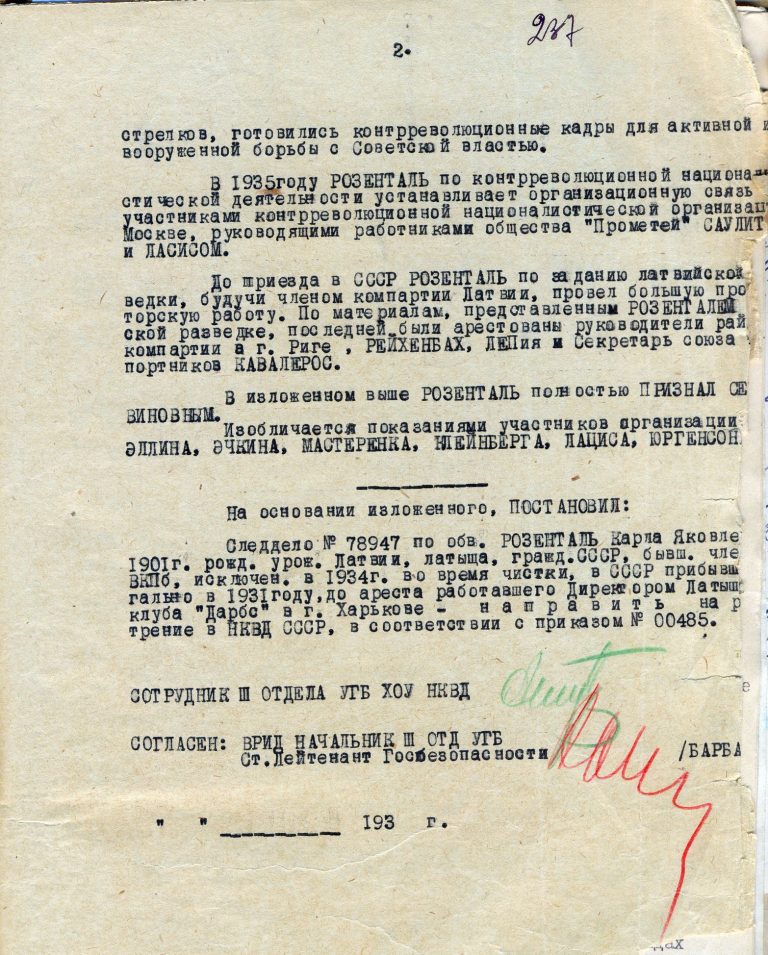 237
2.
стрелков, готовились контрреволюционные кадры для активной и
вооруженной борьбы с Советской властью.
В 1935году РОЗЕНТАЛЬ по контрреволюционной национа-
стической деятельности устанавливает организационную связь
участниками контрреволюционной националистической организац
Москве, руководящими работниками общества "Прометей" САУЛИТ
и ЛАСИСОМ.
До приезда в СССР РОЗЕНТАЛЬ по заданию латвийской
ведки, будучи членом компартии Латвии, провел большую про
торскую работу. По материалам, представленным РОЗЕНТАЛЕМ
ской разведке, последней были арестованы руководители рай
компартии а г. Риге , РЕЙХЕНБАХ, ЛЕПия и Секретарь союза
портников КАВАЛЕРОС.
В изложенном выше РОЗЕНТАЛЬ полностью ПРИЗНАЛ СЕ
ВИНОВНЫМ.
Изобличается показаниями участников организации
ЭЛЛИНА, ЭЧКИНА, МАСТЕРЕНКА, КЛЕЙНБЕРГА, ЛАЦИСА, ЮРГЕНСОН
На основании изложенного, ПОСТАНОВИЛ:
Следдело № 78947 по обв. РОЗЕНТАЛЬ Карла Яковле
1901г. рожд. урож. Латвии, латыща, гражд.СССР, бывш. чле
ВКПб, исключен. в 1934г. во время чистки, в СССР прибывш
гально в 1931году, до ареста работавшего Директором Латыш
клуба "Дарбс" в г. Харькове - н а п р а в и т ь на р
трение в НКВД СССР, в соответствии с приказом № 00485.
СОТРУДНИК Ш ОТДЕЛА УГБ ХОУ НКВД
СОГЛАСЕН: ВРИД НАЧАЛЬНИК Ш ОТД УГБ
Ст.Лейтенант Госбезопасности /БАРБА
" " _______ 193 г.